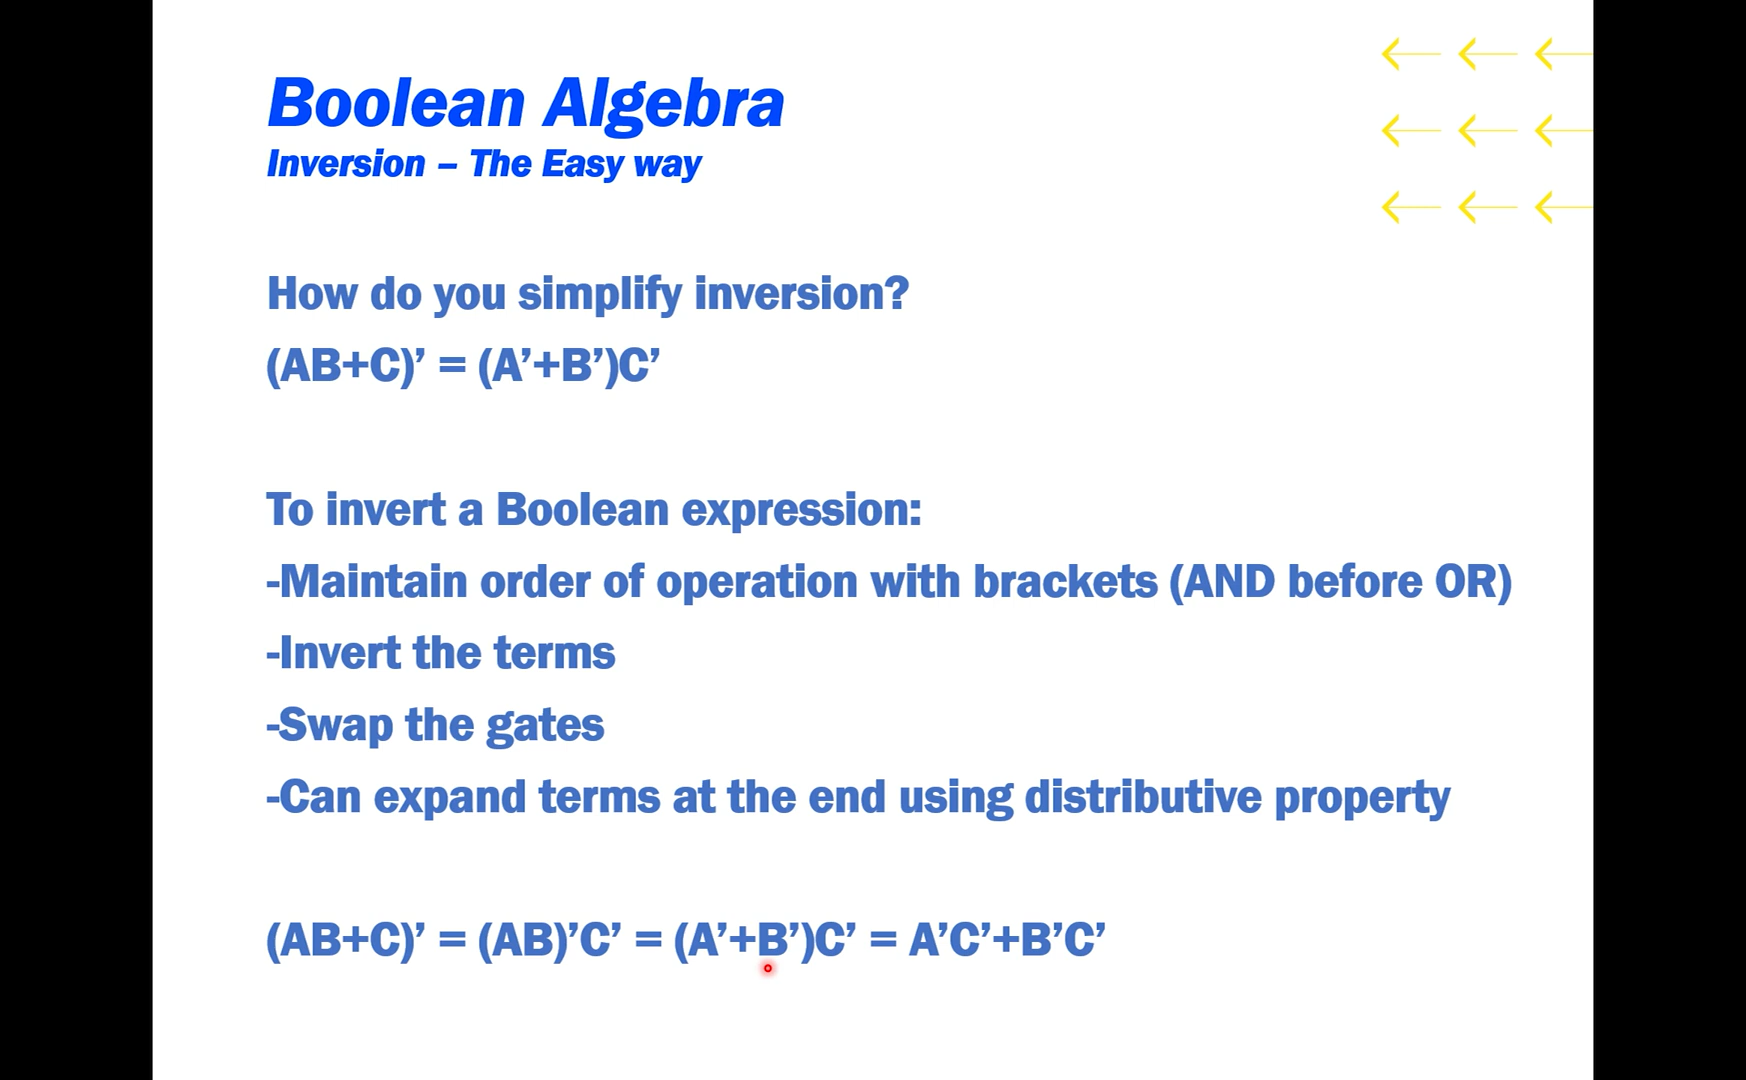 Boolean Algebra
Inversion – The Easy way
How do you simplify inversion?
(AB+C)’ = (A’+B’)C’
To invert a Boolean expression:
-Maintain order of operation with brackets (AND before OR)
-Invert the terms
-Swap the gates
-Can expand terms at the end using distributive property
(AB+C)’ = (AB)’C’ = (A’+B’)C’ = A’C’+B’C’